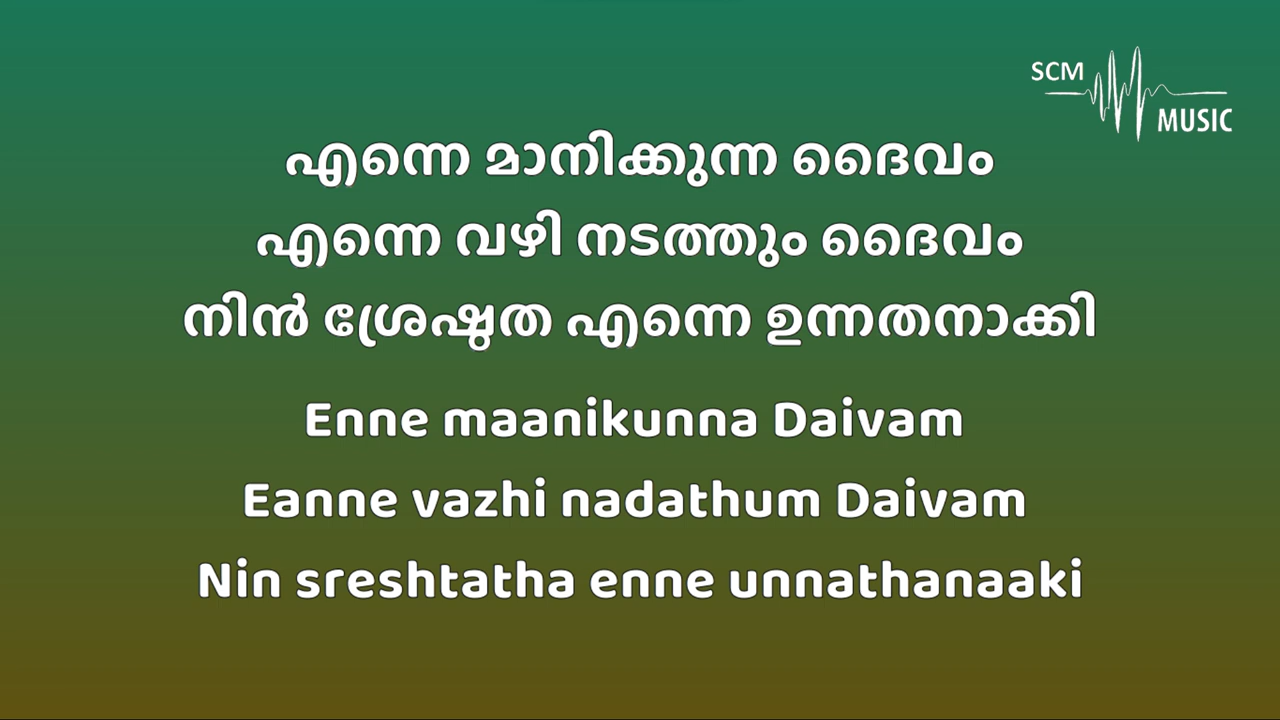 SCM
MUSIC
എന്നെ മാനിക്കുന്ന ദൈവം
എന്നെ വഴി നടത്തും ദൈവം
നിൻ ശ്രേഷ്ഠത എന്നെ ഉന്നതനാക്കി
Enne maanikunna Daivam
Eanne vazhi nadathum Daivam
Nin sreshtatha enne unnathanaaki